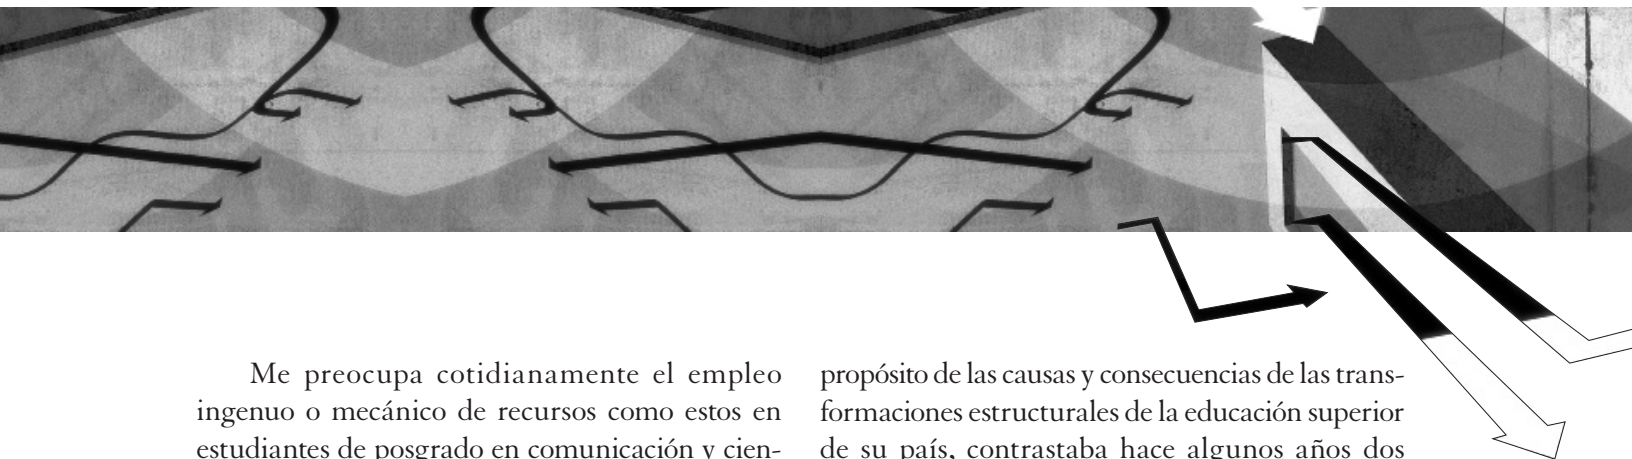 Me preocupa cotidianamente el empleo
ingenuo o mecánico de recursos como estos en
estudiantes de posgrado en comunicación y cien-
propósito de las causas y consecuencias de las trans-
formaciones estructurales de la educación superior
de su país, contrastaba hace algunos años dos